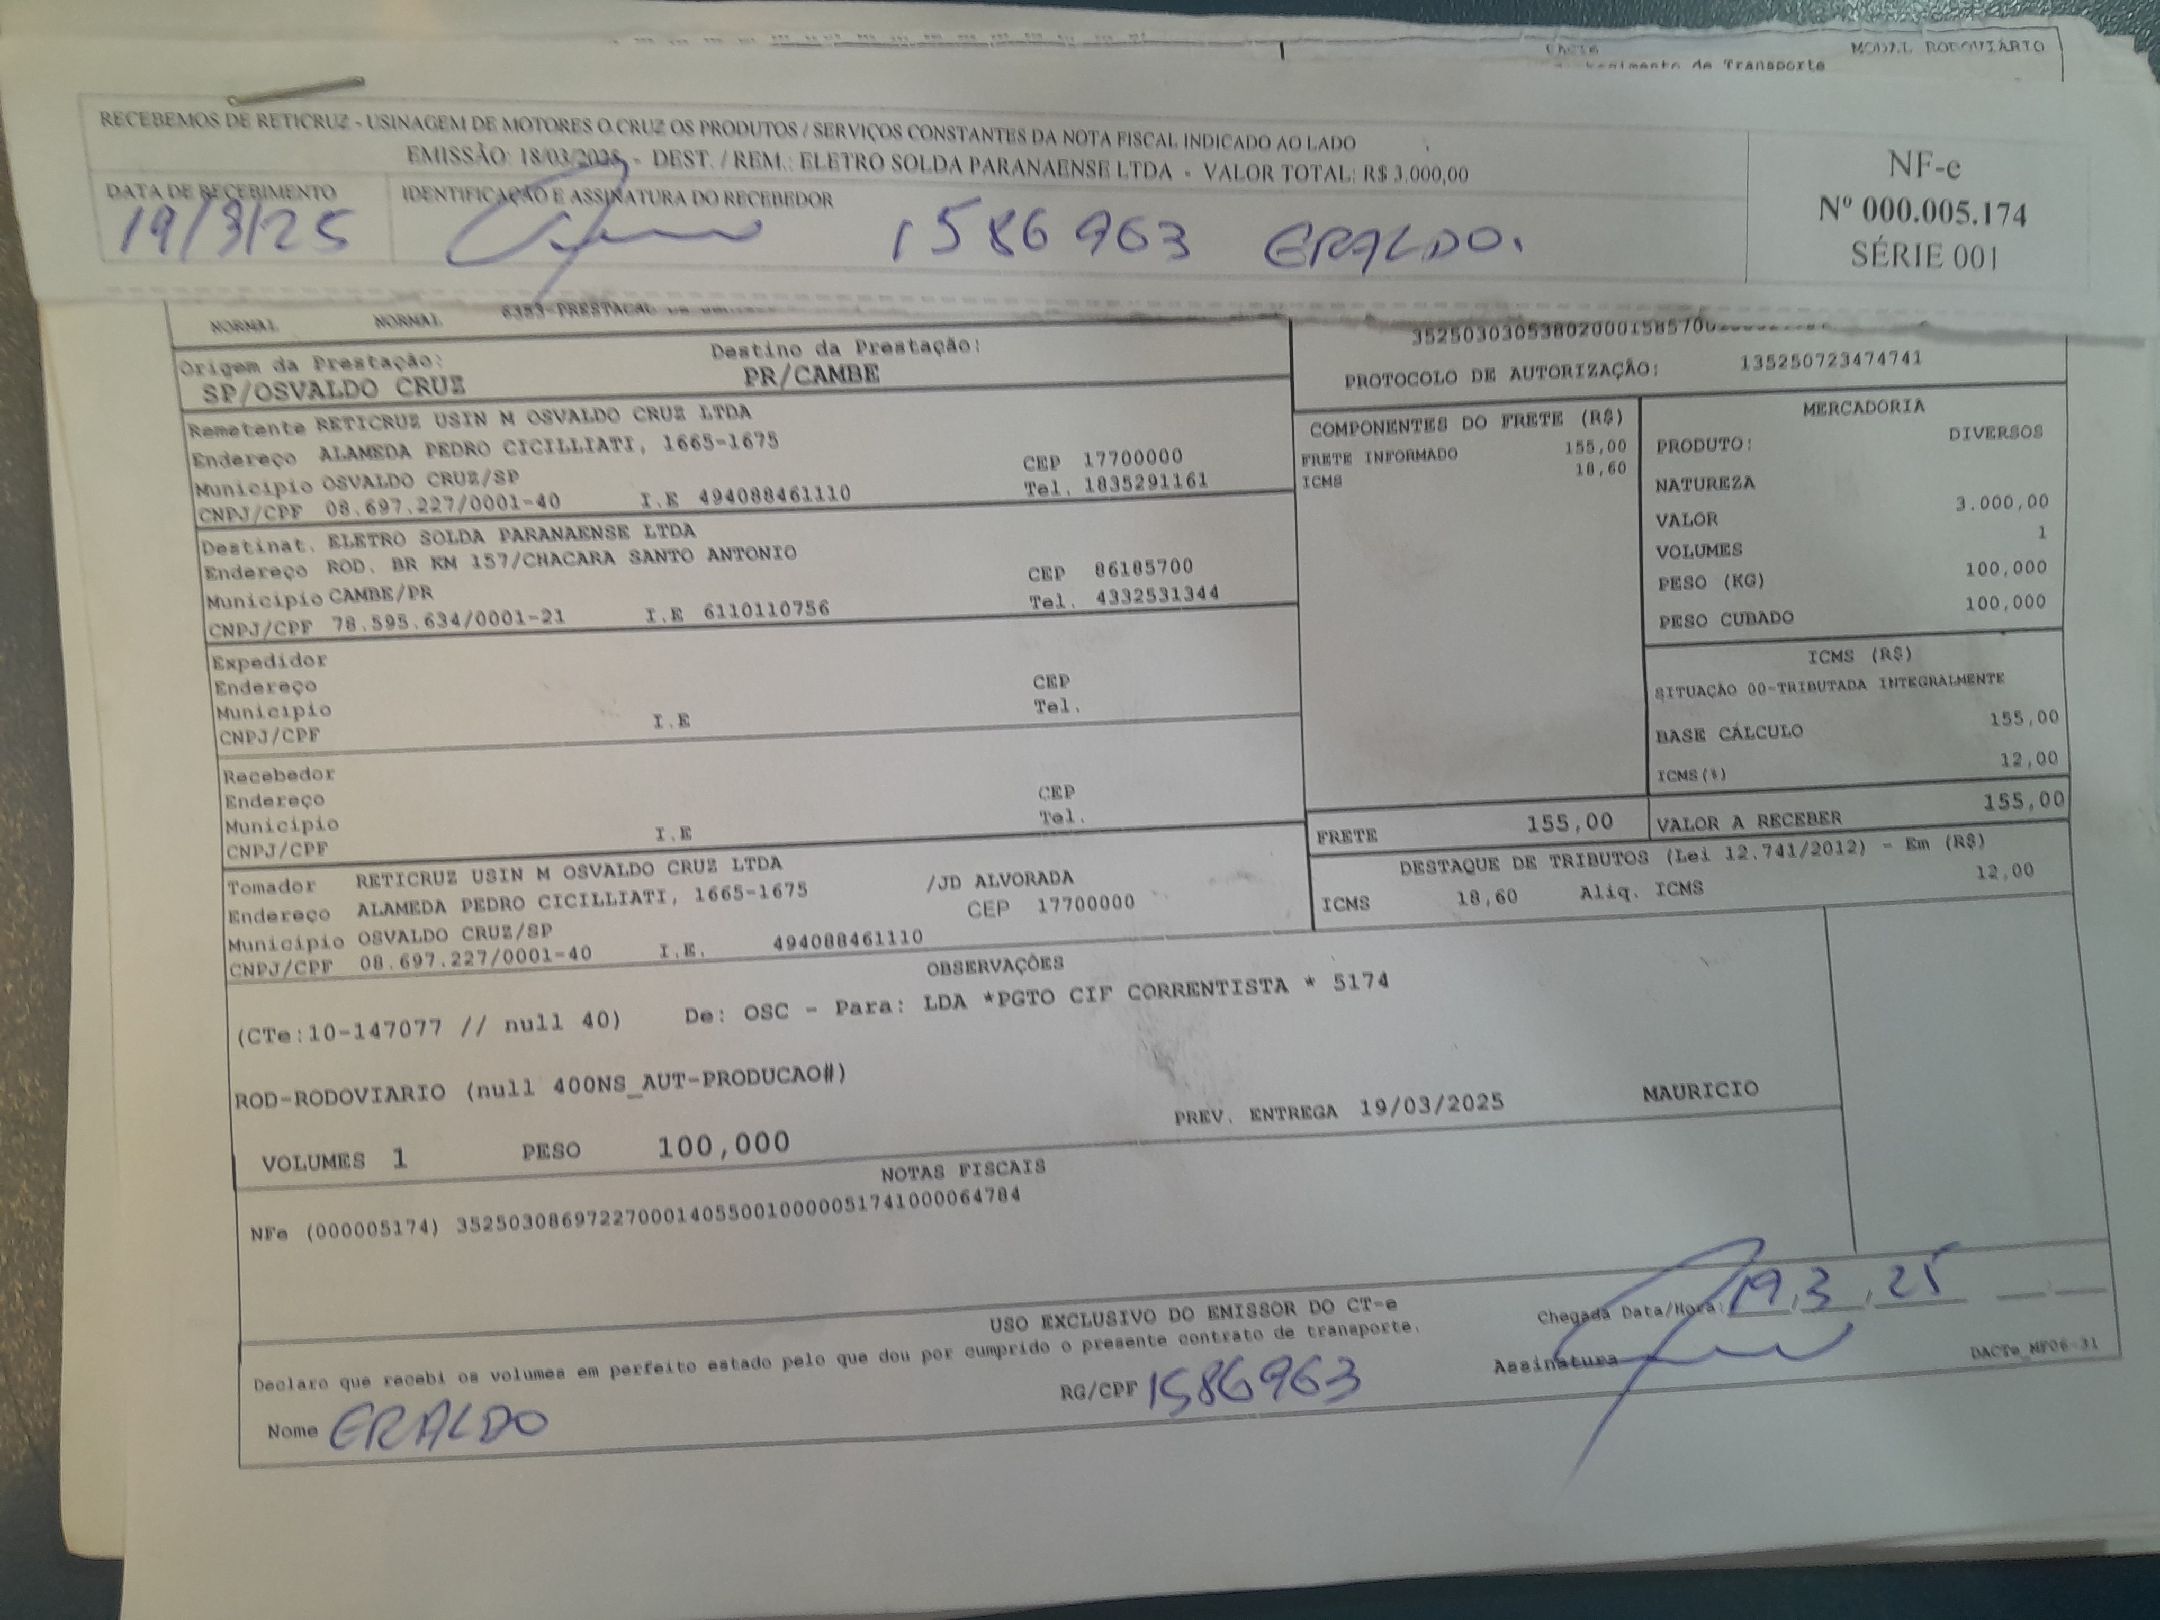 MODAL RODOVIÁRIO
de Transporte
RECEBEMOS DE RETICRUZ - USINAGEM DE MOTORES O.CRUZ OS PRODUTOS / SERVIÇOS CONSTANTES DA NOTA FISCAL INDICADO AO LADO
EMISSÃO: 18/03/2025 - DEST. / REM.: ELETRO SOLDA PARANAENSE LTDA - VALOR TOTAL: R$ 3.000,00
DATA DE RECEBIMENTO
19/3/25
IDENTIFICAÇÃO E ASSINATURA DO RECEBEDOR
1586963 ERALDO.
NF-e
Nº 000.005.174
SÉRIE 001
NORMAL NORMAL 6353-PRESTACAO
Origem da Prestação: Destino da Prestação:
SP/OSVALDO CRUZ PR/CAMBE
PROTOCOLO DE AUTORIZAÇÃO: 135250723474741
Remetente RETICRUZ USIN M OSVALDO CRUZ LTDA
Endereço ALAMEDA PEDRO CICILLIATI, 1665-1675
Município OSVALDO CRUZ/SP CEP 17700000
CNPJ/CPF 08.697.227/0001-40 I.E 494088461110 Tel. 1835291161
Destinat. ELETRO SOLDA PARANAENSE LTDA
Endereço ROD. BR KM 157/CHACARA SANTO ANTONIO
Município CAMBE/PR CEP 86185700
CNPJ/CPF 78.595.634/0001-21 I.E 6110110756 Tel. 4332531344
Expedidor
Endereço
Município CEP
CNPJ/CPF I.E Tel.
Recebedor
Endereço
Município CEP
CNPJ/CPF I.E Tel.
Tomador RETICRUZ USIN M OSVALDO CRUZ LTDA
Endereço ALAMEDA PEDRO CICILLIATI, 1665-1675 /JD ALVORADA
Município OSVALDO CRUZ/SP CEP 17700000
CNPJ/CPF 08.697.227/0001-40 I.E. 494088461110
COMPONENTES DO FRETE (R$)
FRETE INFORMADO 155,00
ICMS 18,60
MERCADORIA
PRODUTO: DIVERSOS
NATUREZA
VALOR 3.000,00
VOLUMES 1
PESO (KG) 100,000
PESO CUBADO 100,000
ICMS (R$)
SITUAÇÃO 00-TRIBUTADA INTEGRALMENTE
BASE CÁLCULO 155,00
ICMS(%) 12,00
FRETE 155,00 VALOR A RECEBER 155,00
DESTAQUE DE TRIBUTOS (Lei 12.741/2012) - Em (R$)
ICMS 18,60 Aliq. ICMS 12,00
OBSERVAÇÕES
(CTe:10-147077 // null 40) De: OSC - Para: LDA *PGTO CIF CORRENTISTA * 5174
ROD-RODOVIARIO (null 400NS_AUT-PRODUCAO#)
PREV. ENTREGA 19/03/2025 MAURICIO
VOLUMES 1 PESO 100,000
NOTAS FISCAIS
NFe (000005174) 35250308697227000140550010000051741000064784
USO EXCLUSIVO DO EMISSOR DO CT-e
Declaro que recebi os volumes em perfeito estado pelo que dou por cumprido o presente contrato de transporte.
Chegada Data/Hora: 19,3,25
Nome ERALDO RG/CPF 1586963 Assinatura
DACTe_MF06-31